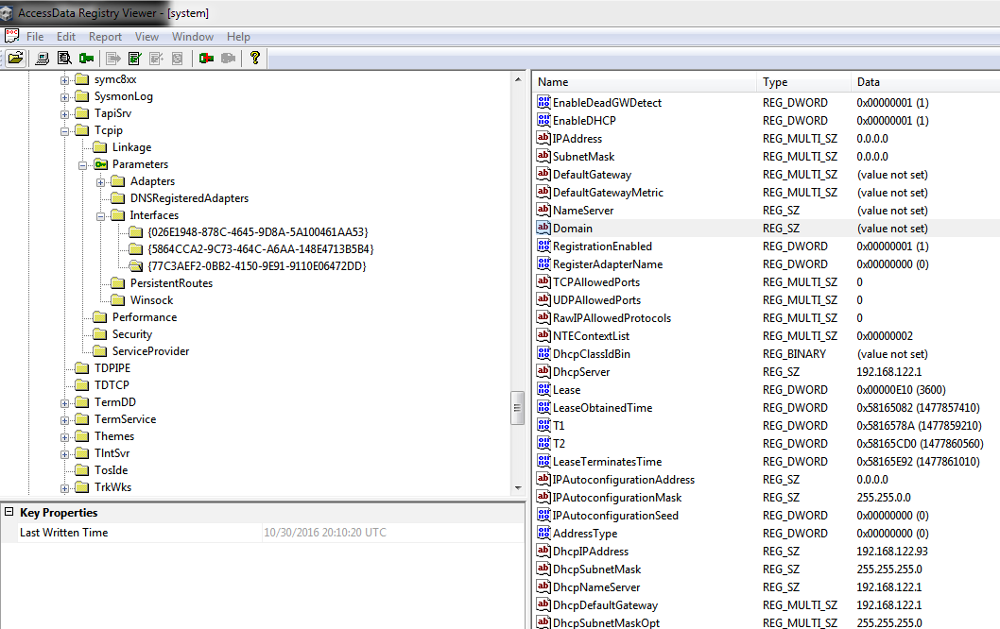 AccessData Registry Viewer - [system]
File Edit Report View Window Help
symc8xx
SysmonLog
TapiSrv
Tcpip
Linkage
Parameters
Adapters
DNSRegisteredAdapters
Interfaces
{026E1948-878C-4645-9D8A-5A100461AA53}
{5864CCA2-9C73-464C-A6AA-148E4713B5B4}
{77C3AEF2-0BB2-4150-9E91-9110E06472DD}
PersistentRoutes
Winsock
Performance
Security
ServiceProvider
TDPIPE
TDTCP
TermDD
TermService
Themes
TlntSvr
TosIde
TrkWks
Key Properties
Last Written Time 10/30/2016 20:10:20 UTC
Name Type Data
EnableDeadGWDetect REG_DWORD 0x00000001 (1)
EnableDHCP REG_DWORD 0x00000001 (1)
IPAddress REG_MULTI_SZ 0.0.0.0
SubnetMask REG_MULTI_SZ 0.0.0.0
DefaultGateway REG_MULTI_SZ (value not set)
DefaultGatewayMetric REG_MULTI_SZ (value not set)
NameServer REG_SZ (value not set)
Domain REG_SZ (value not set)
RegistrationEnabled REG_DWORD 0x00000001 (1)
RegisterAdapterName REG_DWORD 0x00000000 (0)
TCPAllowedPorts REG_MULTI_SZ 0
UDPAllowedPorts REG_MULTI_SZ 0
RawIPAllowedProtocols REG_MULTI_SZ 0
NTEContextList REG_MULTI_SZ 0x00000002
DhcpClassIdBin REG_BINARY (value not set)
DhcpServer REG_SZ 192.168.122.1
Lease REG_DWORD 0x00000E10 (3600)
LeaseObtainedTime REG_DWORD 0x58165082 (1477857410)
T1 REG_DWORD 0x5816578A (1477859210)
T2 REG_DWORD 0x58165CD0 (1477860560)
LeaseTerminatesTime REG_DWORD 0x58165E92 (1477861010)
IPAutoconfigurationAddress REG_SZ 0.0.0.0
IPAutoconfigurationMask REG_SZ 255.255.0.0
IPAutoconfigurationSeed REG_DWORD 0x00000000 (0)
AddressType REG_DWORD 0x00000000 (0)
DhcpIPAddress REG_SZ 192.168.122.93
DhcpSubnetMask REG_SZ 255.255.255.0
DhcpNameServer REG_SZ 192.168.122.1
DhcpDefaultGateway REG_MULTI_SZ 192.168.122.1
DhcpSubnetMaskOpt REG_MULTI_SZ 255.255.255.0